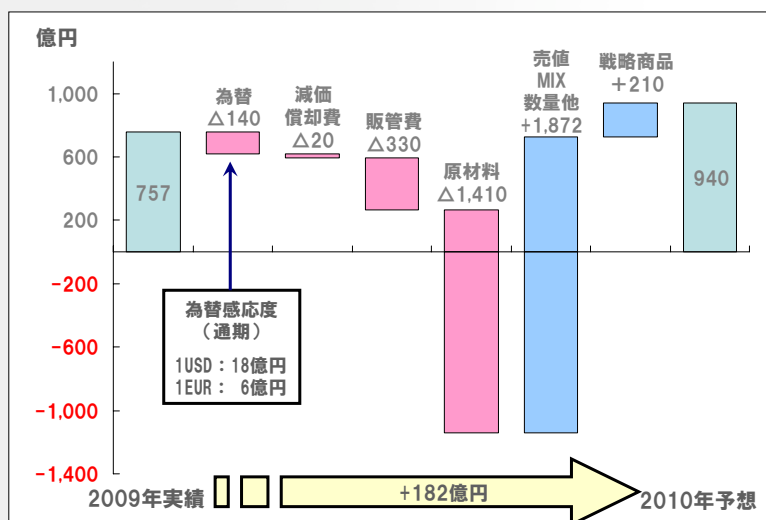 億円
1,000
600
200
-200
-600
-1,000
-1,400
757
為替
△140
減価
償却費
△20
販管費
△330
原材料
△1,410
売値
MIX
数量他
+1,872
戦略商品
+210
940
為替感応度
(通期)
1USD：18億円
1EUR： 6億円
2009年実績
+182億円
2010年予想